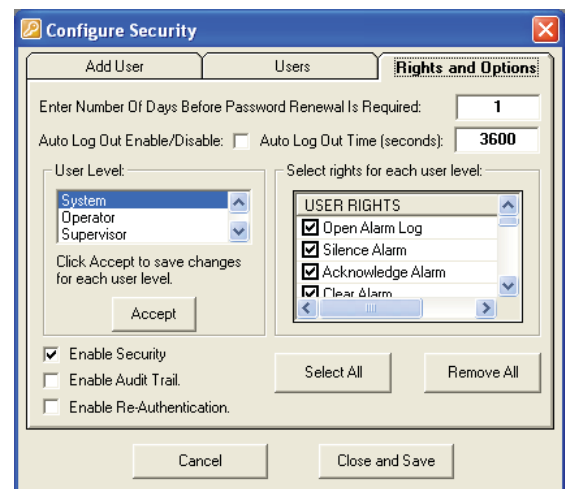 Configure Security
Add User
Users
Rights and Options
Enter Number Of Days Before Password Renewal Is Required:
1
Auto Log Out Enable/Disable:
Auto Log Out Time (seconds):
3600
User Level:
System
Operator
Supervisor
Click Accept to save changes
for each user level.
Accept
Select rights for each user level:
USER RIGHTS
Open Alarm Log
Silence Alarm
Acknowledge Alarm
Clear Alarm
Enable Security
Enable Audit Trail.
Enable Re-Authentication.
Select All
Remove All
Cancel
Close and Save